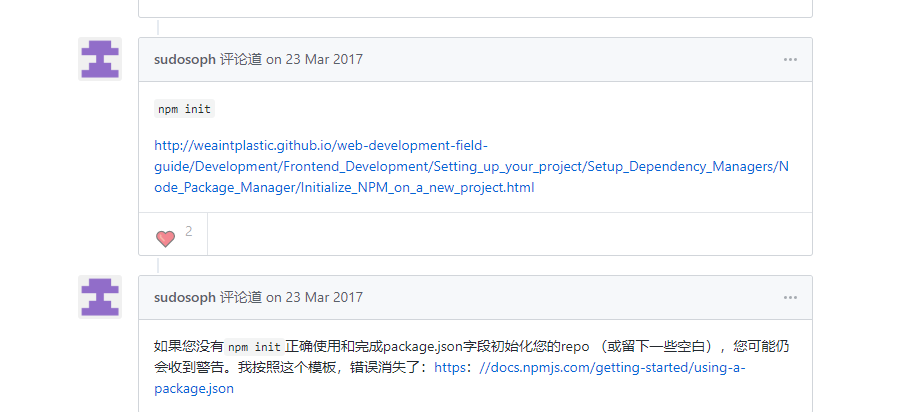 sudosoph 评论道 on 23 Mar 2017
npm init
http://weaintplastic.github.io/web-development-field-
guide/Development/Frontend_Development/Setting_up_your_project/Setup_Dependency_Managers/N
ode_Package_Manager/Initialize_NPM_on_a_new_project.html
2
sudosoph 评论道 on 23 Mar 2017
如果您没有 npm init 正确使用和完成package.json字段初始化您的repo （或留下一些空白），您可能仍
会收到警告。我按照这个模板，错误消失了：https：//docs.npmjs.com/getting-started/using-a-
package.json